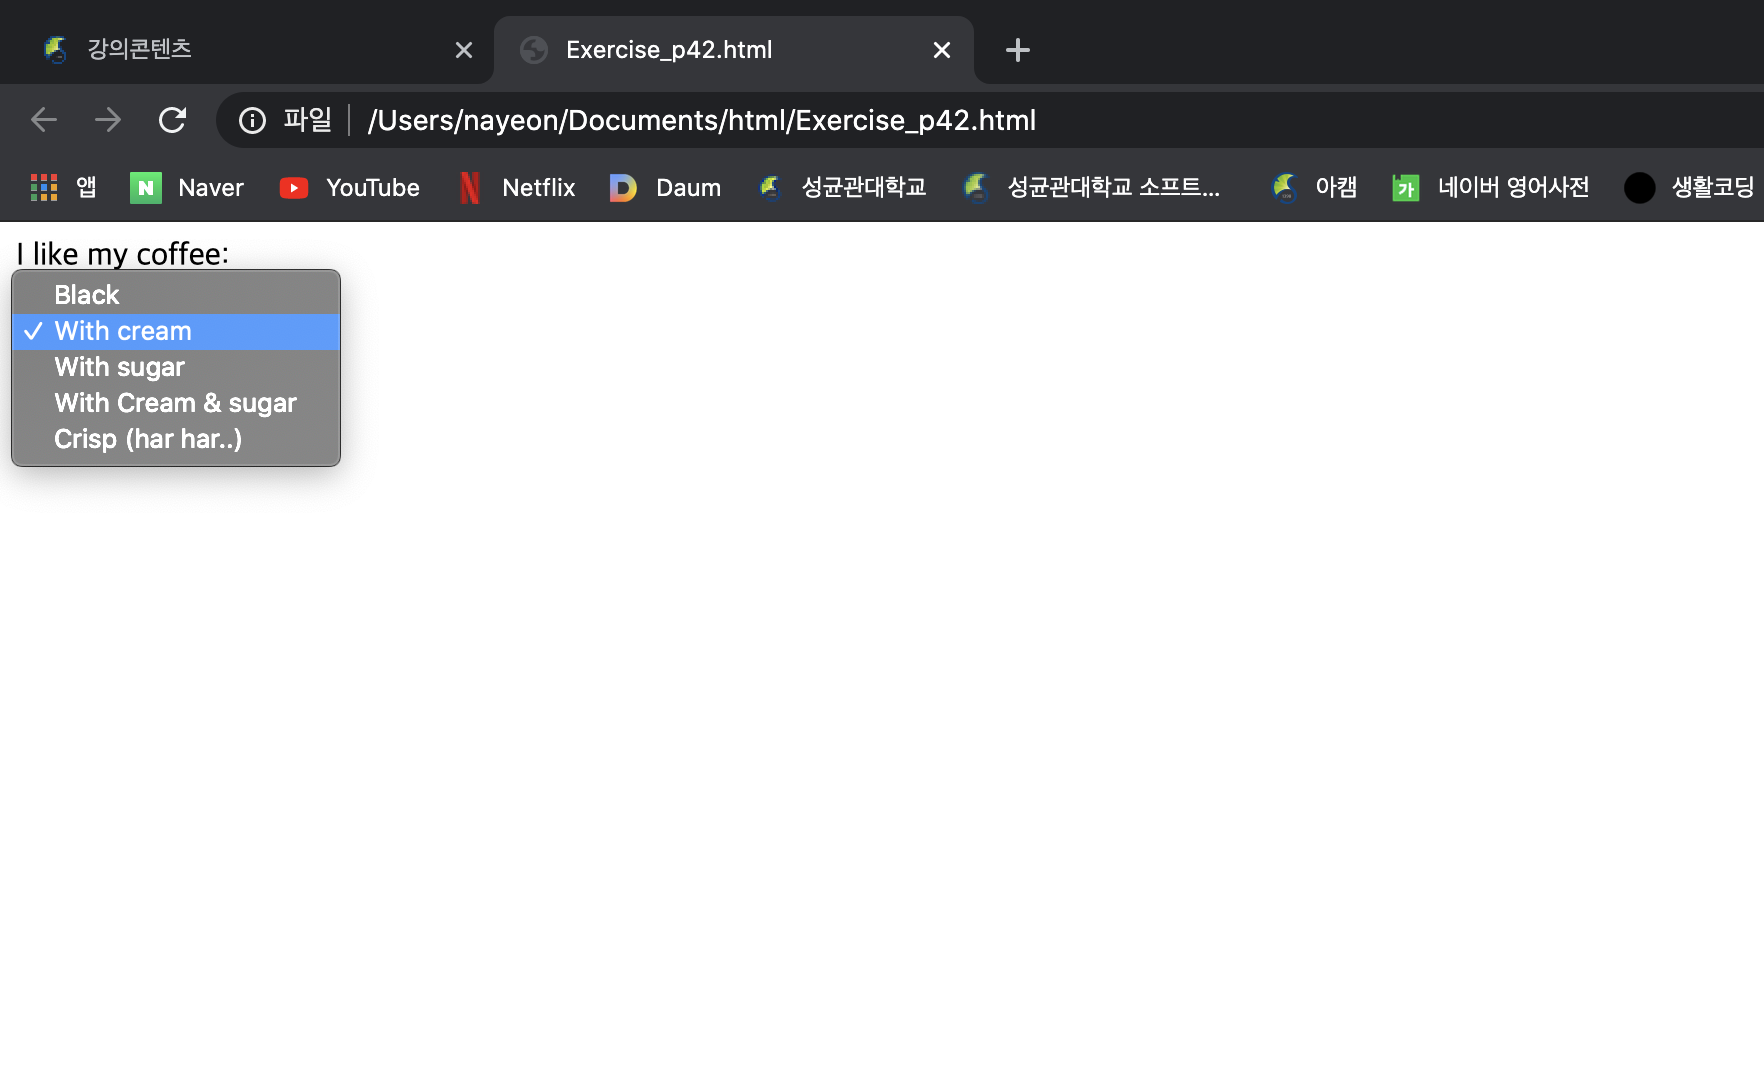 강의콘텐츠
Exercise_p42.html
파일 /Users/nayeon/Documents/html/Exercise_p42.html
앱 Naver YouTube Netflix Daum 성균관대학교 성균관대학교 소프트... 아캠 네이버 영어사전 생활코딩
I like my coffee:
Black
With cream
With sugar
With Cream & sugar
Crisp (har har..)